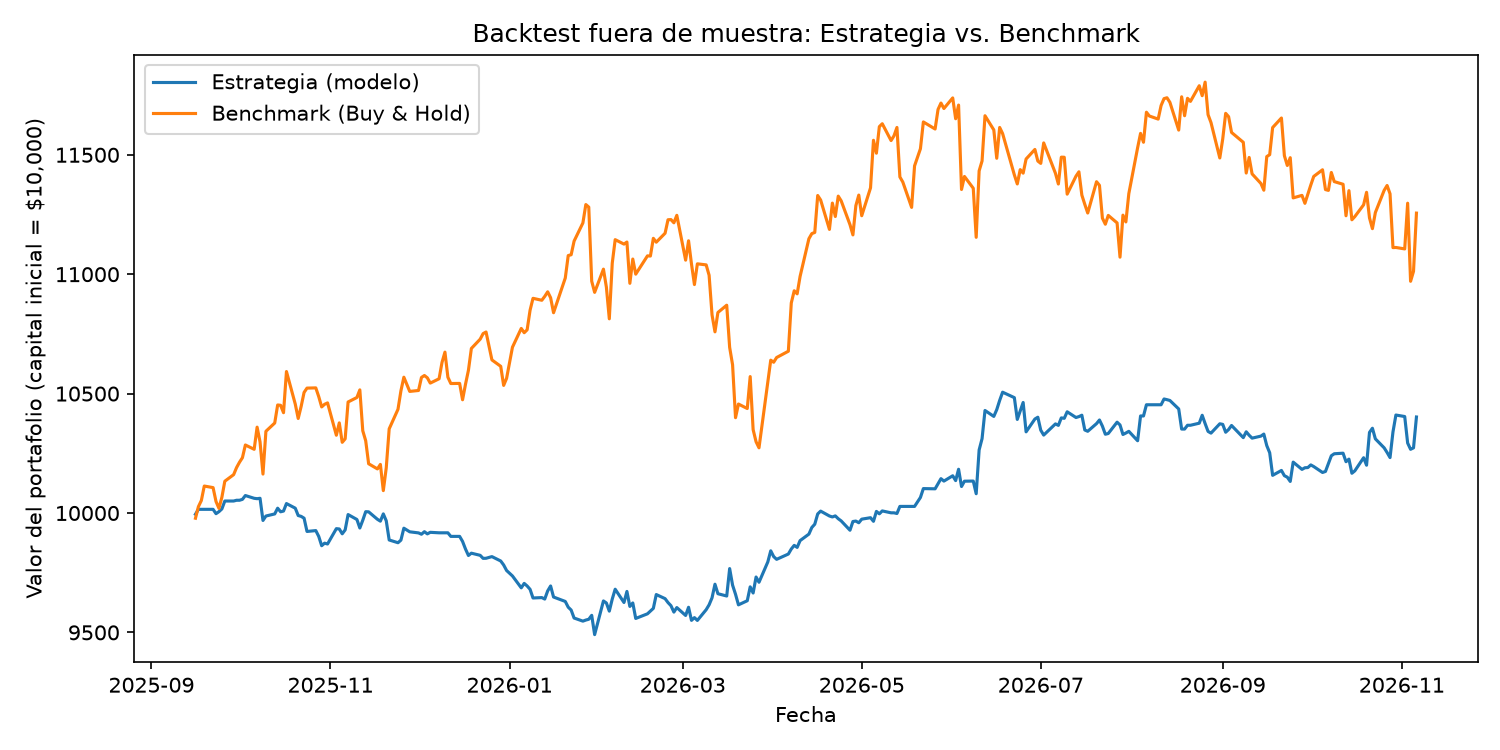 Backtest fuera de muestra: Estrategia vs. Benchmark
Estrategia (modelo)
Benchmark (Buy & Hold)
Valor del portafolio (capital inicial = $10,000)
11500
11000
10500
10000
9500
2025-09 2025-11 2026-01 2026-03 2026-05 2026-07 2026-09 2026-11
Fecha